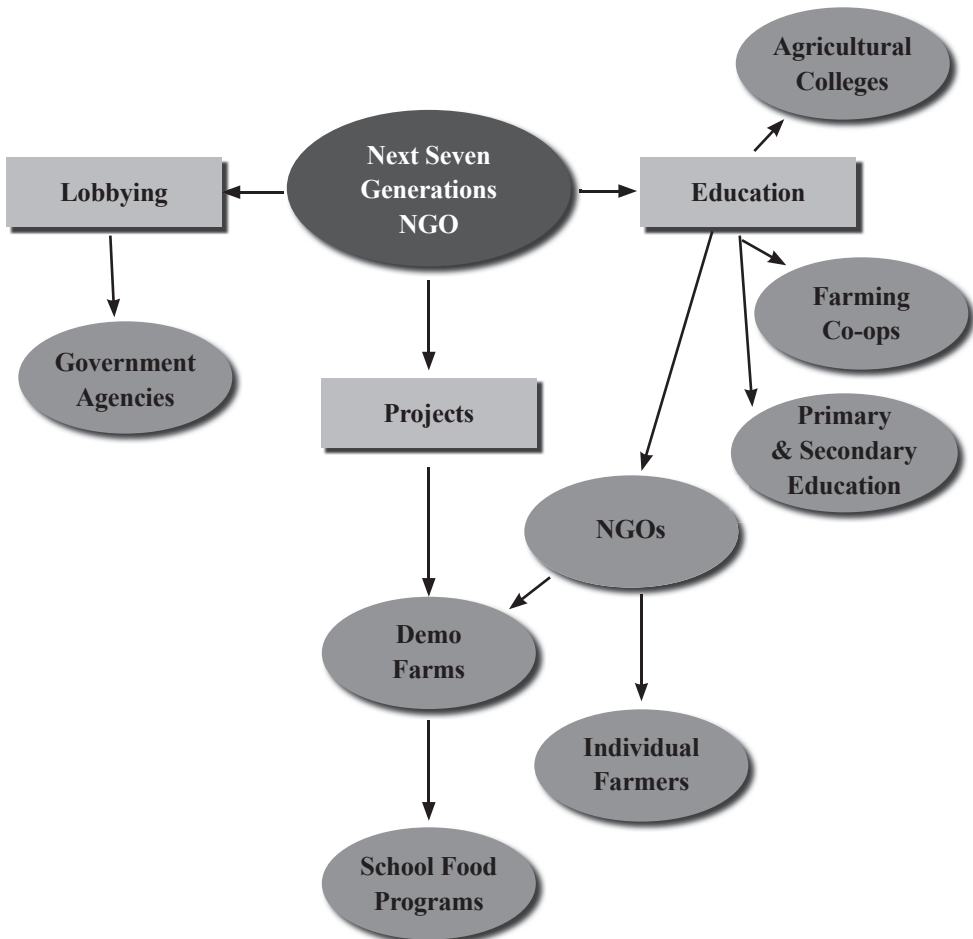 Agricultural
Colleges
Next Seven
Generations
NGO
Lobbying
Education
Farming
Co-ops
Government
Agencies
Projects
Primary
& Secondary
Education
NGOs
Demo
Farms
Individual
Farmers
School Food
Programs